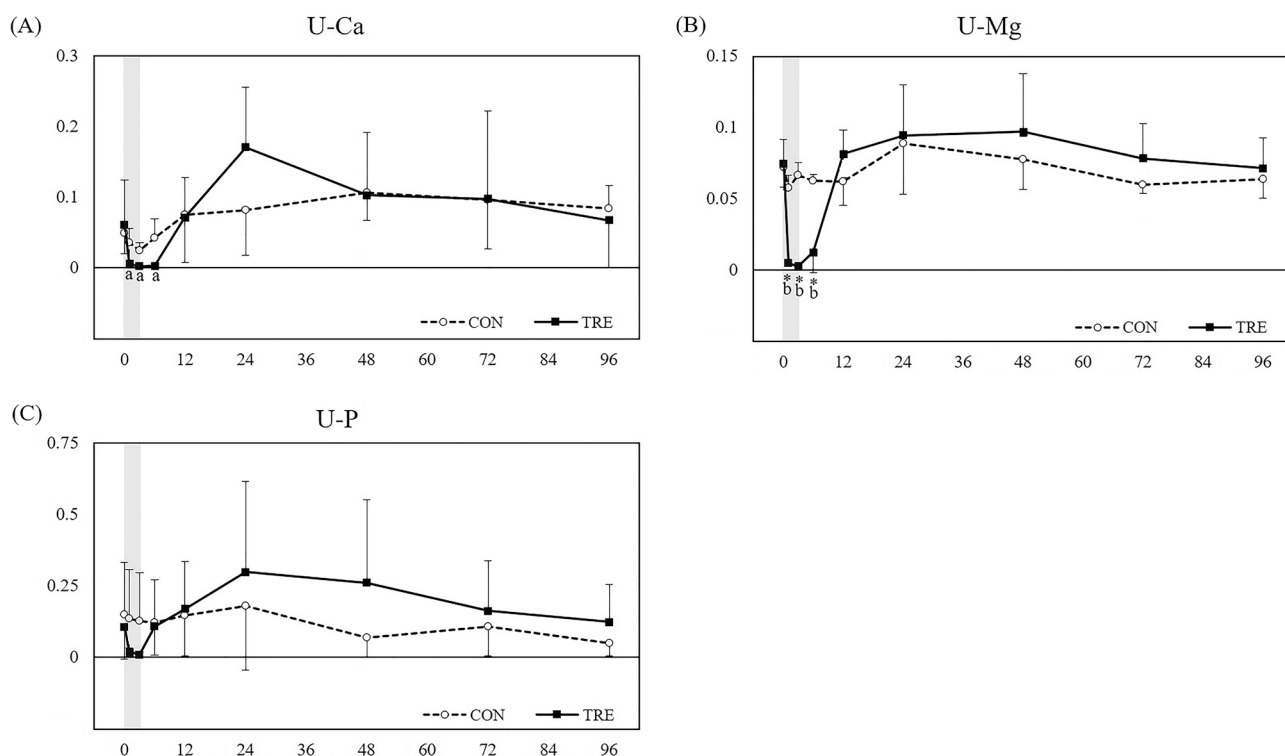 (A)
U-Ca
0.3
0.2
0.1
0
a a a
CON TRE
0 12 24 36 48 60 72 84 96
(B)
U-Mg
0.15
0.1
0.05
0
* * *
b b b
CON TRE
0 12 24 36 48 60 72 84 96
(C)
U-P
0.75
0.5
0.25
0
CON TRE
0 12 24 36 48 60 72 84 96